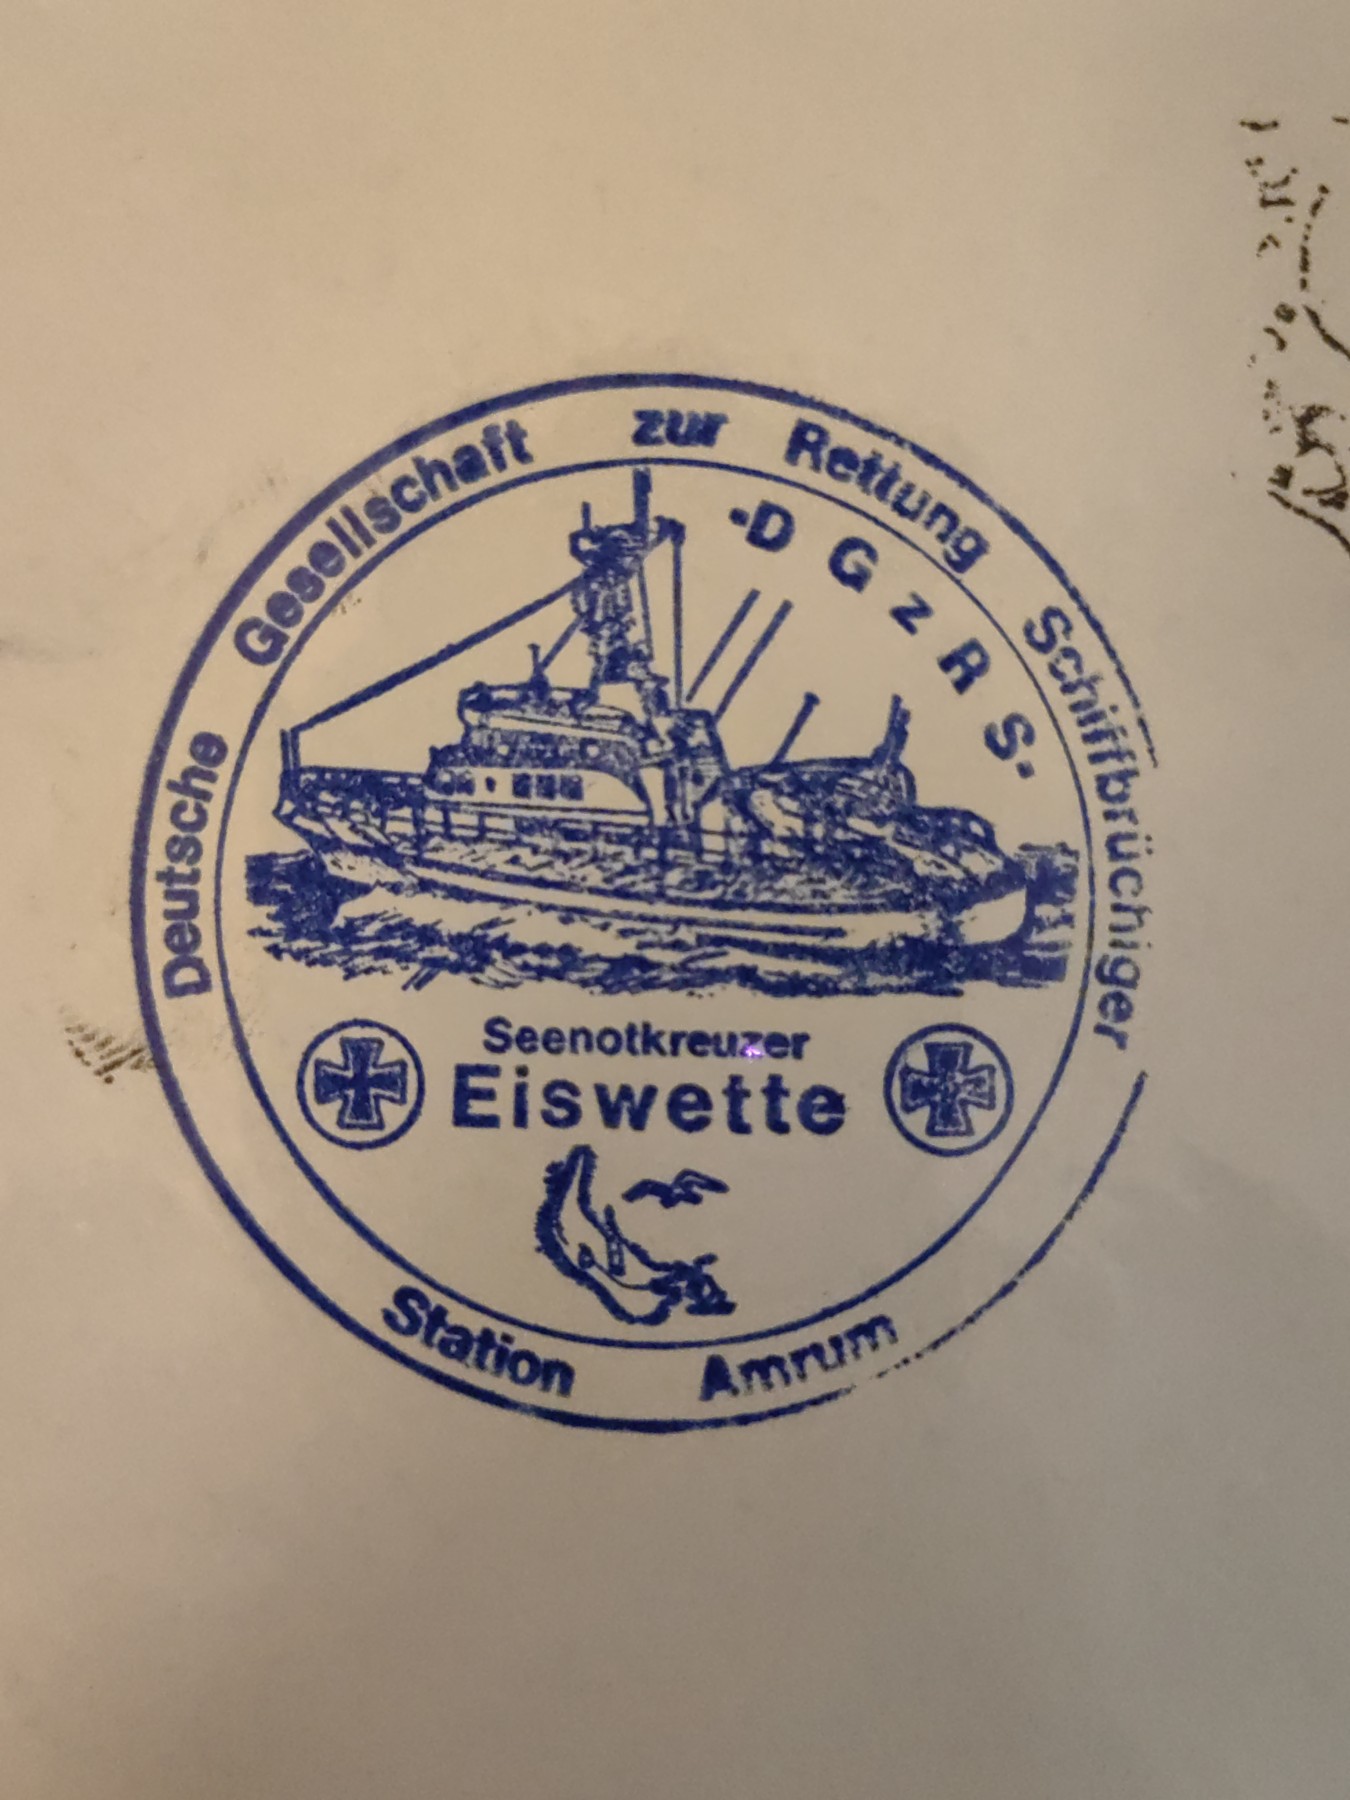 Deutsche Gesellschaft zur Rettung Schiffbrüchiger
-D G z R S-
Seenotkreuzer
Eiswette
Station Amrum